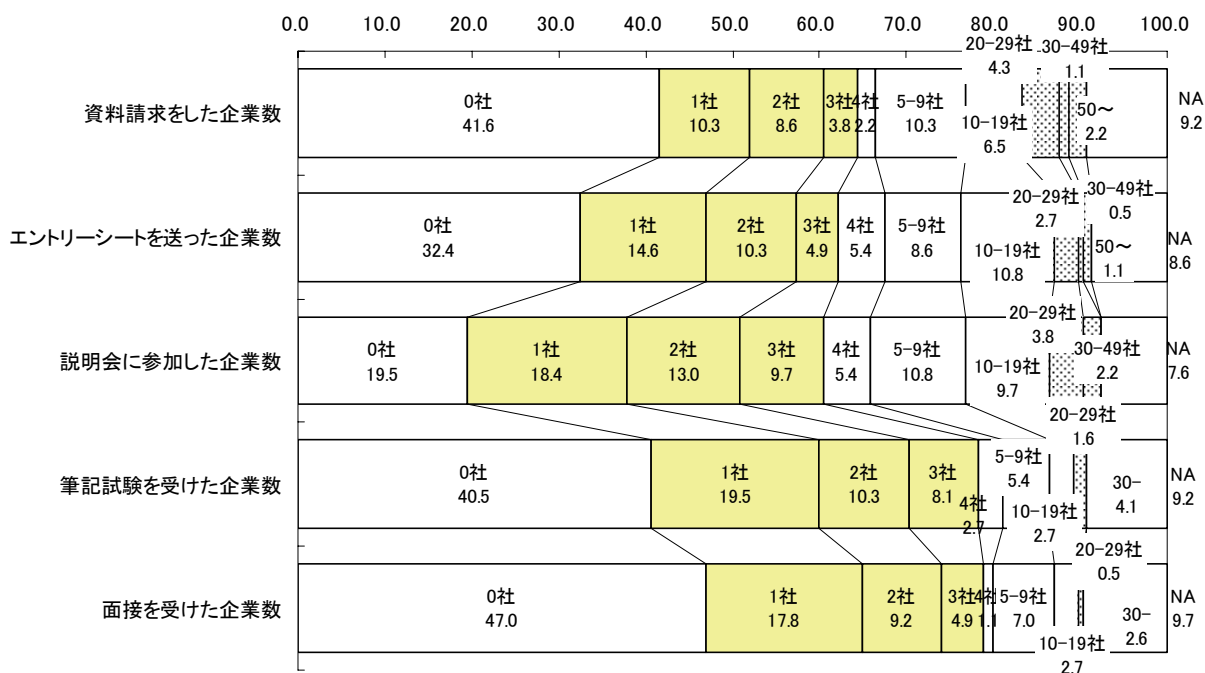 0.0 10.0 20.0 30.0 40.0 50.0 60.0 70.0 80.0 90.0 100.0
資料請求をした企業数
0社
41.6
1社
10.3
2社
8.6
3社
3.8
4社
2.2
5-9社
10.3
10-19社
6.5
20-29社
4.3
30-49社
1.1
50～
2.2
NA
9.2
エントリーシートを送った企業数
0社
32.4
1社
14.6
2社
10.3
3社
4.9
4社
5.4
5-9社
8.6
10-19社
10.8
20-29社
2.7
30-49社
0.5
50～
1.1
NA
8.6
説明会に参加した企業数
0社
19.5
1社
18.4
2社
13.0
3社
9.7
4社
5.4
5-9社
10.8
10-19社
9.7
20-29社
3.8
30-49社
2.2
NA
7.6
筆記試験を受けた企業数
0社
40.5
1社
19.5
2社
10.3
3社
8.1
4社
2.7
5-9社
5.4
10-19社
2.7
20-29社
1.6
30-
4.1
NA
9.2
面接を受けた企業数
0社
47.0
1社
17.8
2社
9.2
3社
4.9
4社
1.1
5-9社
7.0
10-19社
2.7
20-29社
0.5
30-
2.6
NA
9.7